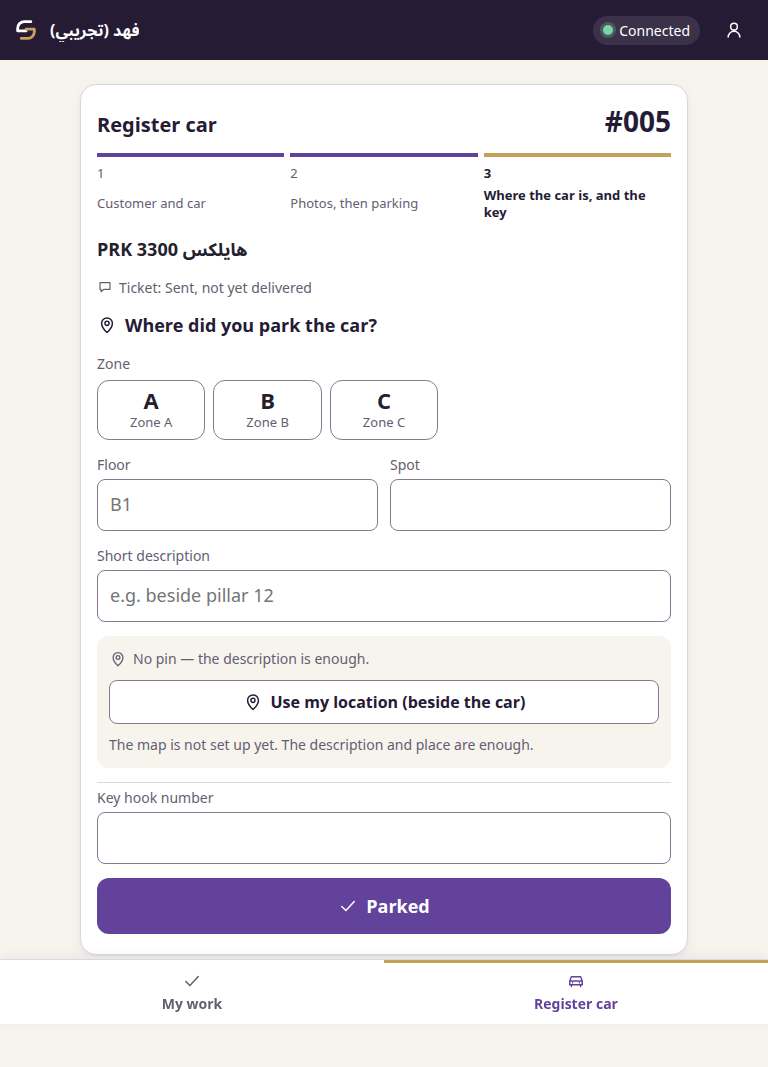 فهد (تجريبي)
Connected
Register car
#005
1
Customer and car
2
Photos, then parking
3
Where the car is, and the key
PRK 3300 هايلكس
Ticket: Sent, not yet delivered
Where did you park the car?
Zone
A
Zone A
B
Zone B
C
Zone C
Floor
Spot
B1
Short description
e.g. beside pillar 12
No pin — the description is enough.
Use my location (beside the car)
The map is not set up yet. The description and place are enough.
Key hook number
Parked
My work
Register car